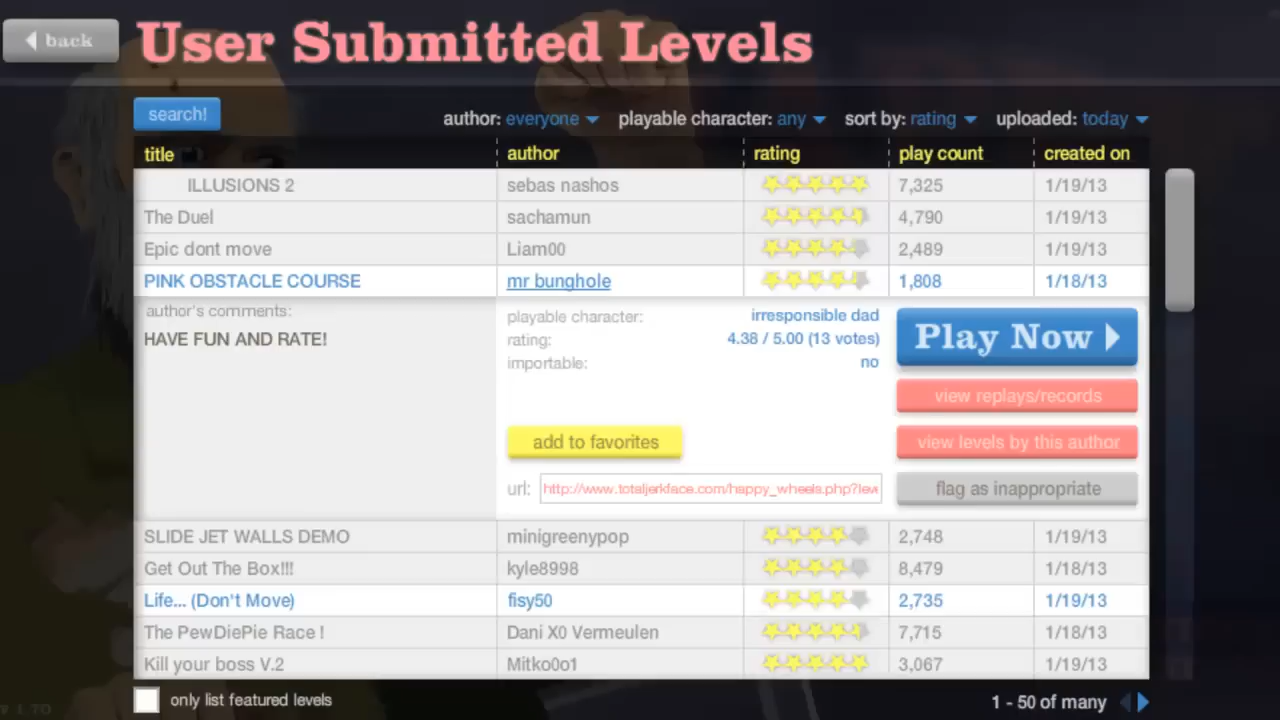 back
User Submitted Levels
search!
author: everyone playable character: any sort by: rating uploaded: today
title author rating play count created on
ILLUSIONS 2 sebas nashos 7,325 1/19/13
The Duel sachamun 4,790 1/19/13
Epic dont move Liam00 2,489 1/19/13
PINK OBSTACLE COURSE mr bunghole 1,808 1/18/13
author's comments:
HAVE FUN AND RATE!
playable character: irresponsible dad
rating: 4.38 / 5.00 (13 votes)
importable: no
Play Now
view replays/records
add to favorites
view levels by this author
url: http://www.totaljerkface.com/happy_wheels.php?lev
flag as inappropriate
SLIDE JET WALLS DEMO minigreenypop 2,748 1/19/13
Get Out The Box!!! kyle8998 8,479 1/18/13
Life... (Don't Move) fisy50 2,735 1/19/13
The PewDiePie Race ! Dani X0 Vermeulen 7,715 1/18/13
Kill your boss V.2 Mitko0o1 3,067 1/19/13
only list featured levels
1 - 50 of many
v 1.70